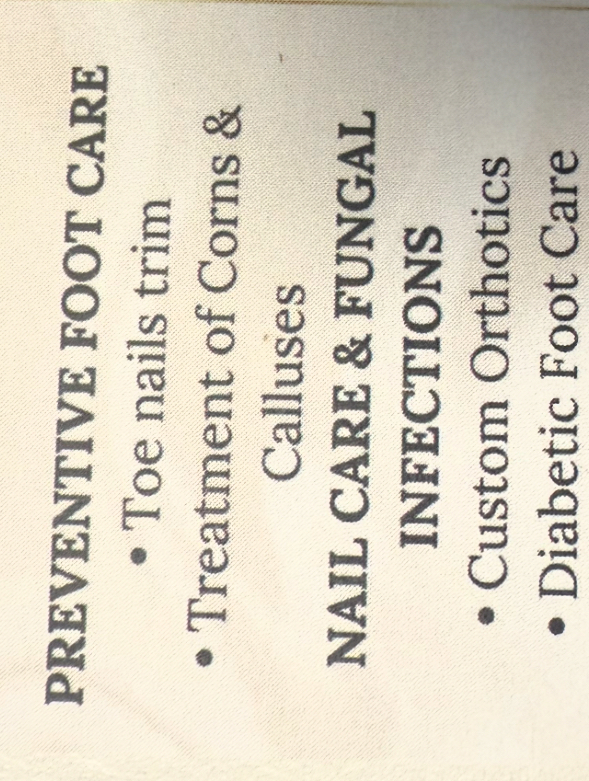 PREVENTIVE FOOT CARE
• Toe nails trim
• Treatment of Corns &
Calluses
NAIL CARE & FUNGAL
INFECTIONS
• Custom Orthotics
• Diabetic Foot Care